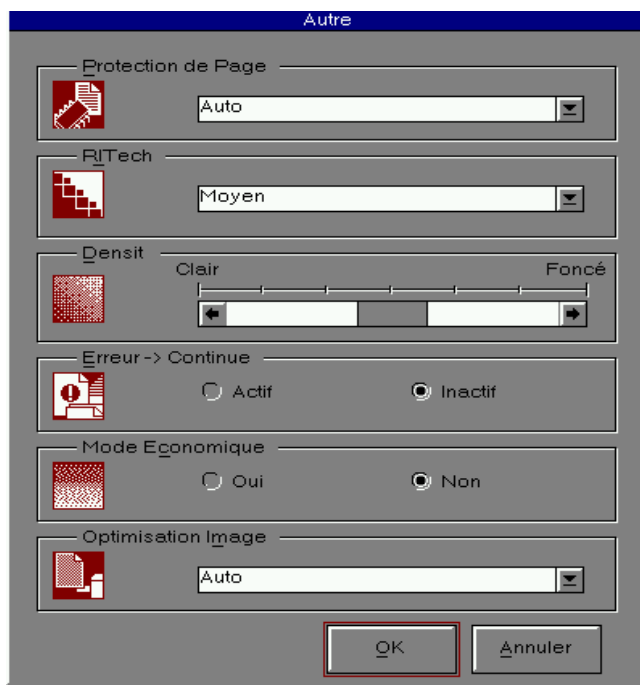 Autre
Protection de Page
Auto
RITech
Moyen
Densit
Clair Foncé
Erreur -> Continue
Actif Inactif
Mode Economique
Oui Non
Optimisation Image
Auto
OK Annuler